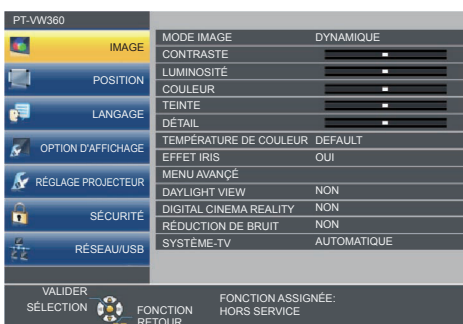 PT-VW360
IMAGE
POSITION
LANGAGE
OPTION D'AFFICHAGE
RÉGLAGE PROJECTEUR
SÉCURITÉ
RÉSEAU/USB
MODE IMAGE DYNAMIQUE
CONTRASTE
LUMINOSITÉ
COULEUR
TEINTE
DÉTAIL
TEMPÉRATURE DE COULEUR DEFAULT
EFFET IRIS OUI
MENU AVANÇÉ
DAYLIGHT VIEW NON
DIGITAL CINEMA REALITY NON
RÉDUCTION DE BRUIT NON
SYSTÈME-TV AUTOMATIQUE
VALIDER
SÉLECTION
FONCTION
RETOUR
FONCTION ASSIGNÉE:
HORS SERVICE